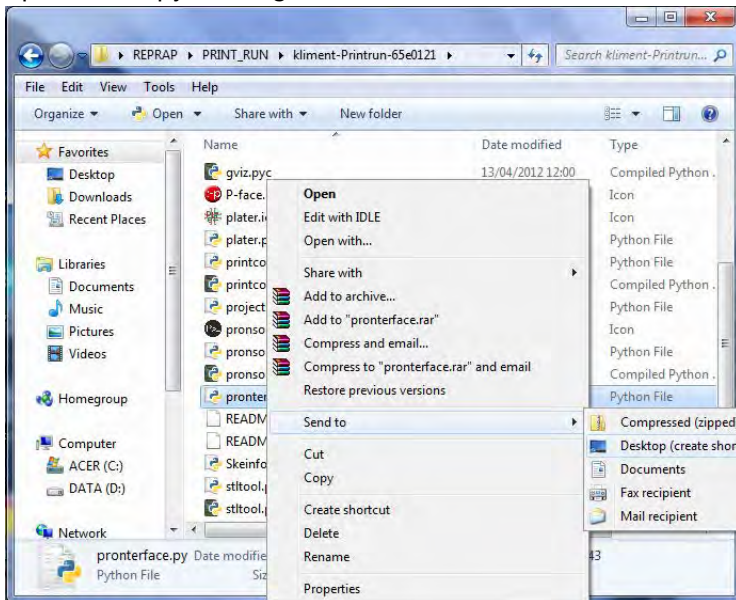 REPRAP ▸ PRINT_RUN ▸ kliment-Printrun-65e0121 ▸ Search kliment-Printrun...
File Edit View Tools Help
Organize Open Share with New folder
Name Date modified Type
Favorites
Desktop
Downloads
Recent Places
Libraries
Documents
Music
Pictures
Videos
Homegroup
Computer
ACER (C:)
DATA (D:)
Network
gviz.pyc 13/04/2012 12:00 Compiled Python .
P-face. Icon
plater.i Icon
plater.p Python File
printco Python File
printco Compiled Python .
project Python File
pronso Icon
pronso Python File
pronso Compiled Python .
pronter Python File
READM
READM
Skeinfo
stltool.
stltool.
Open
Edit with IDLE
Open with...
Share with
Add to archive...
Add to "pronterface.rar"
Compress and email...
Compress to "pronterface.rar" and email
Restore previous versions
Send to
Cut
Copy
Create shortcut
Delete
Rename
Properties
Compressed (zipped
Desktop (create shor
Documents
Fax recipient
Mail recipient
pronterface.py Date modifie 43
Python File Siz